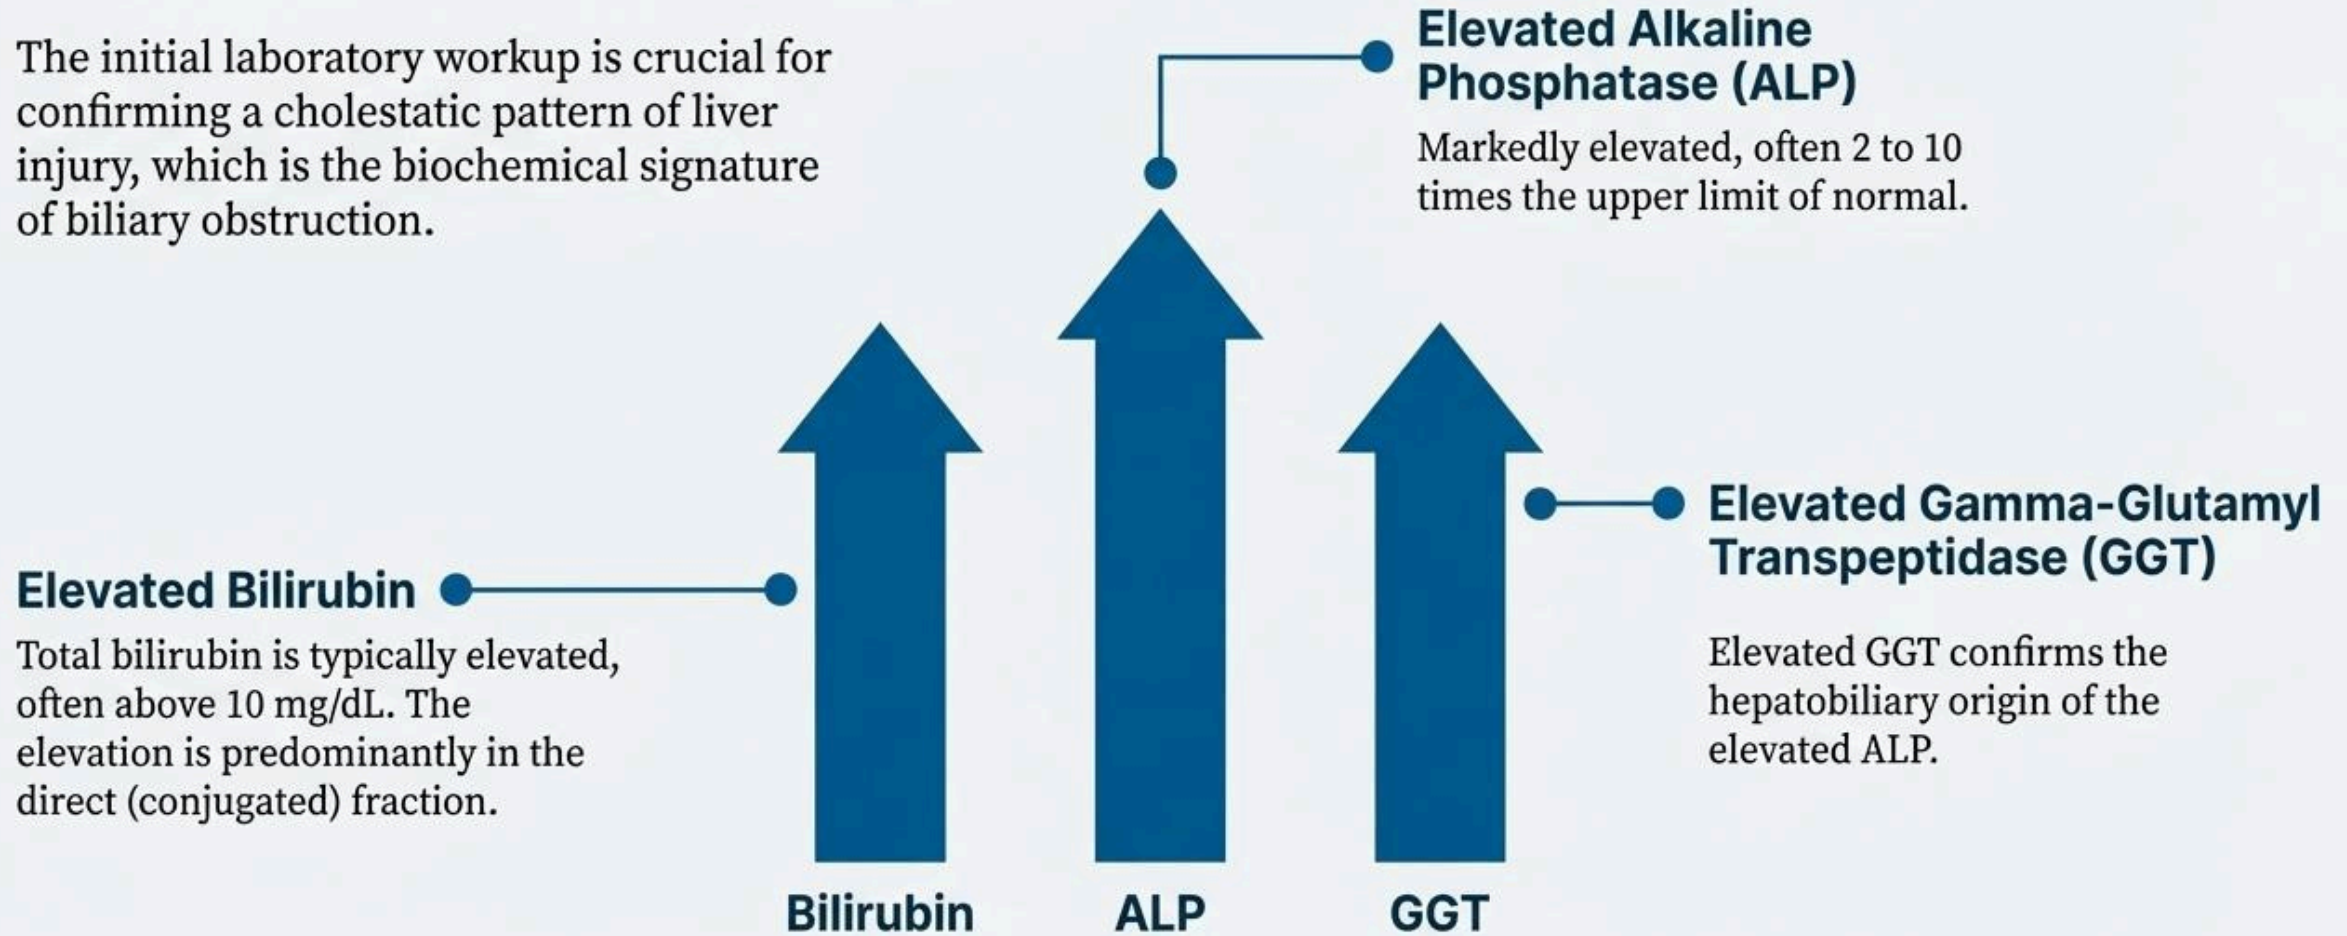 The initial laboratory workup is crucial for
confirming a cholestatic pattern of liver
injury, which is the biochemical signature
of biliary obstruction.
Elevated Alkaline
Phosphatase (ALP)
Markedly elevated, often 2 to 10
times the upper limit of normal.
Elevated Bilirubin
Total bilirubin is typically elevated,
often above 10 mg/dL. The
elevation is predominantly in the
direct (conjugated) fraction.
Elevated Gamma-Glutamyl
Transpeptidase (GGT)
Elevated GGT confirms the
hepatobiliary origin of the
elevated ALP.
Bilirubin
ALP
GGT